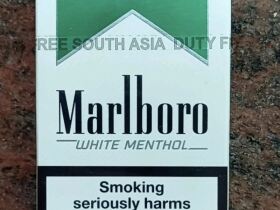 FREE SOUTH ASIA DUTY F
Marlboro
WHITE MENTHOL
Smoking
seriously harms